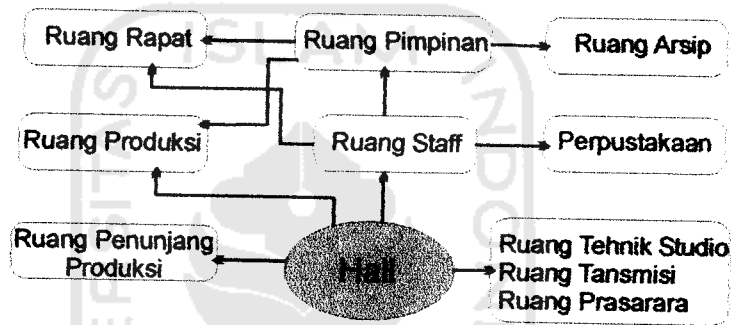 Ruang Rapat
Ruang Pimpinan
Ruang Arsip
Ruang Produksi
Ruang Staff
Perpustakaan
Ruang Penunjang
Produksi
Hall
Ruang Tehnik Studio
Ruang Tansmisi
Ruang Prasarara
ISLAM